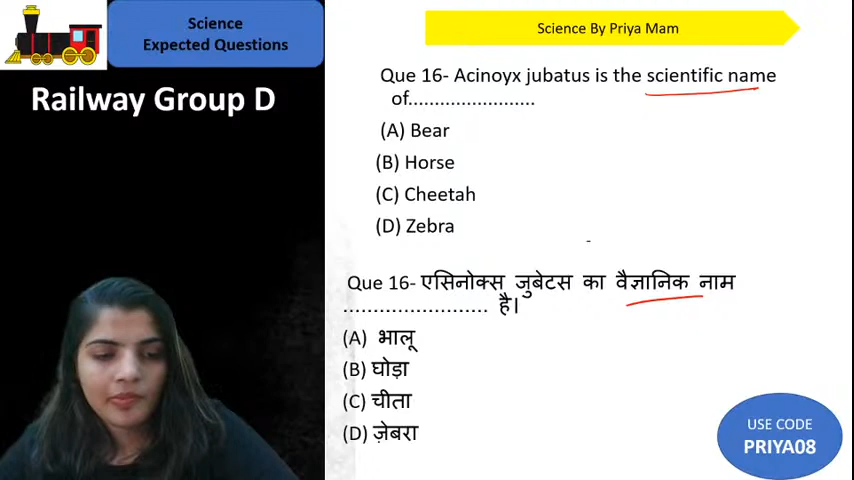 Science
Expected Questions
Railway Group D
Science By Priya Mam
Que 16- Acinoyx jubatus is the scientific name
of.........................
(A) Bear
(B) Horse
(C) Cheetah
(D) Zebra
Que 16- एसिनोक्स जुबेटस का वैज्ञानिक नाम
......................... है।
(A) भालू
(B) घोड़ा
(C) चीता
(D) ज़ेबरा
USE CODE
PRIYA08